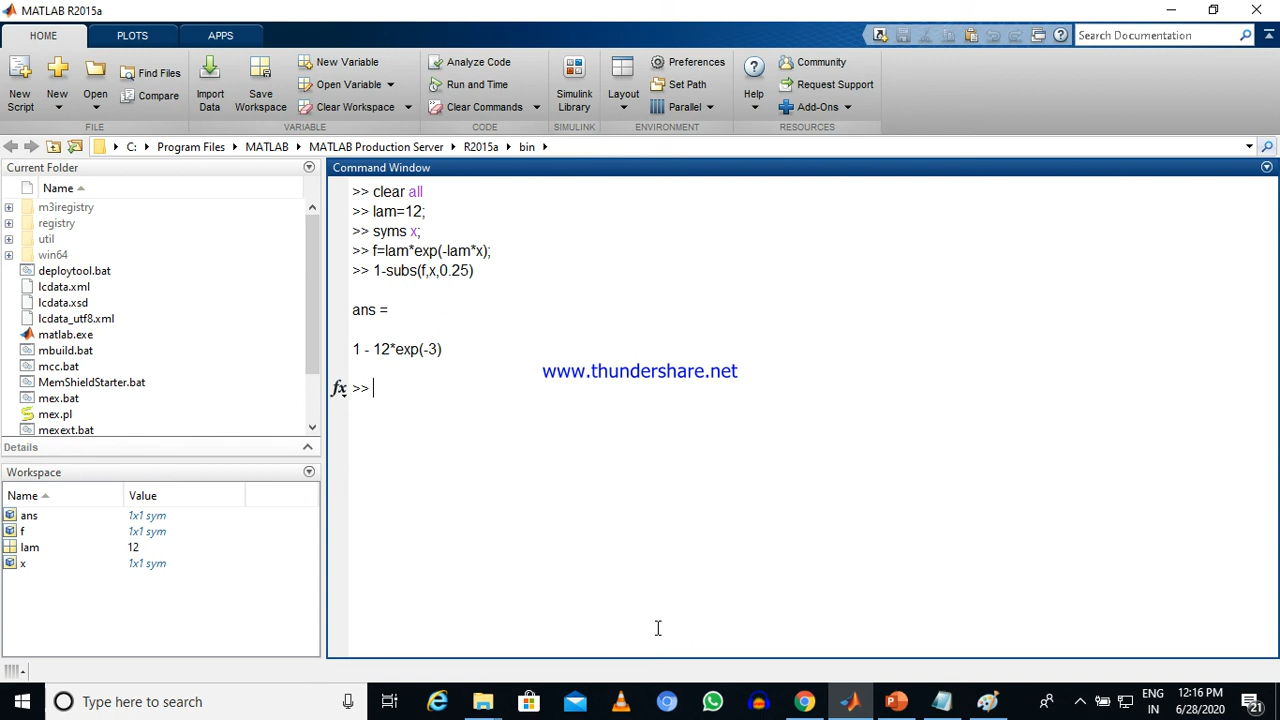 MATLAB R2015a
HOME PLOTS APPS Search Documentation
New Script New Open Find Files Compare Import Data Save Workspace New Variable Open Variable Clear Workspace Analyze Code Run and Time Clear Commands Simulink Library Layout Preferences Set Path Parallel Help Community Request Support Add-Ons
FILE VARIABLE CODE SIMULINK ENVIRONMENT RESOURCES
C: Program Files MATLAB MATLAB Production Server R2015a bin
Current Folder
Name
m3iregistry
registry
util
win64
deploytool.bat
lcdata.xml
lcdata.xsd
lcdata_utf8.xml
matlab.exe
mbuild.bat
mcc.bat
MemShieldStarter.bat
mex.bat
mex.pl
mexext.bat
Details
Workspace
Name Value
ans 1x1 sym
f 1x1 sym
lam 12
x 1x1 sym
Command Window
>> clear all
>> lam=12;
>> syms x;
>> f=lam*exp(-lam*x);
>> 1-subs(f,x,0.25)
ans =
1 - 12*exp(-3)
www.thundershare.net
fx >>
Type here to search
ENG
IN
12:16 PM
6/28/2020
21